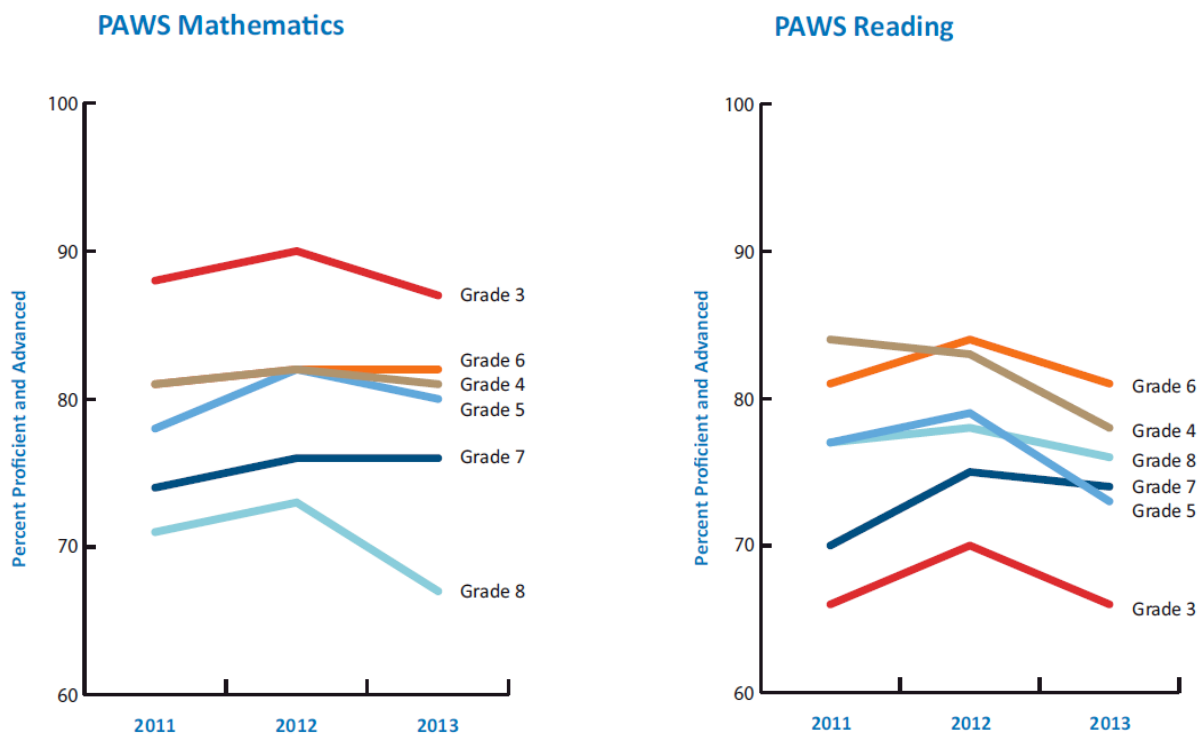 PAWS Mathematics
Percent Proficient and Advanced
100
90
80
70
60
Grade 3
Grade 6
Grade 4
Grade 5
Grade 7
Grade 8
2011 2012 2013
PAWS Reading
Percent Proficient and Advanced
100
90
80
70
60
Grade 6
Grade 4
Grade 8
Grade 7
Grade 5
Grade 3
2011 2012 2013